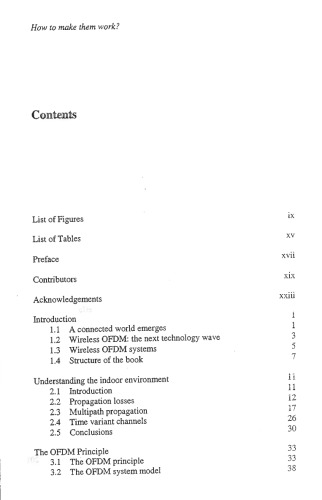 How to make them work?
Contents
List of Figures ix
List of Tables xv
Preface xvii
Contributors xix
Acknowledgements xxiii
Introduction 1
1.1 A connected world emerges 1
1.2 Wireless OFDM: the next technology wave 3
1.3 Wireless OFDM systems 5
1.4 Structure of the book 7
Understanding the indoor environment 11
2.1 Introduction 11
2.2 Propagation losses 12
2.3 Multipath propagation 17
2.4 Time variant channels 26
2.5 Conclusions 30
The OFDM Principle 33
3.1 The OFDM principle 33
3.2 The OFDM system model 38